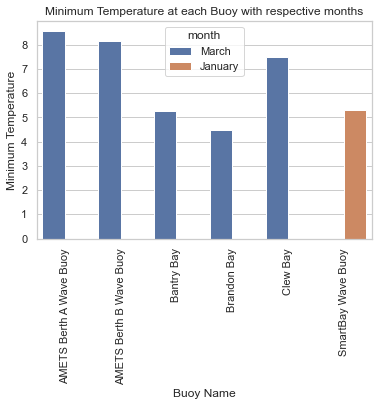 Minimum Temperature at each Buoy with respective months
month
March
January
Minimum Temperature
8
7
6
5
4
3
2
1
0
AMETS Berth A Wave Buoy
AMETS Berth B Wave Buoy
Bantry Bay
Brandon Bay
Clew Bay
SmartBay Wave Buoy
Buoy Name